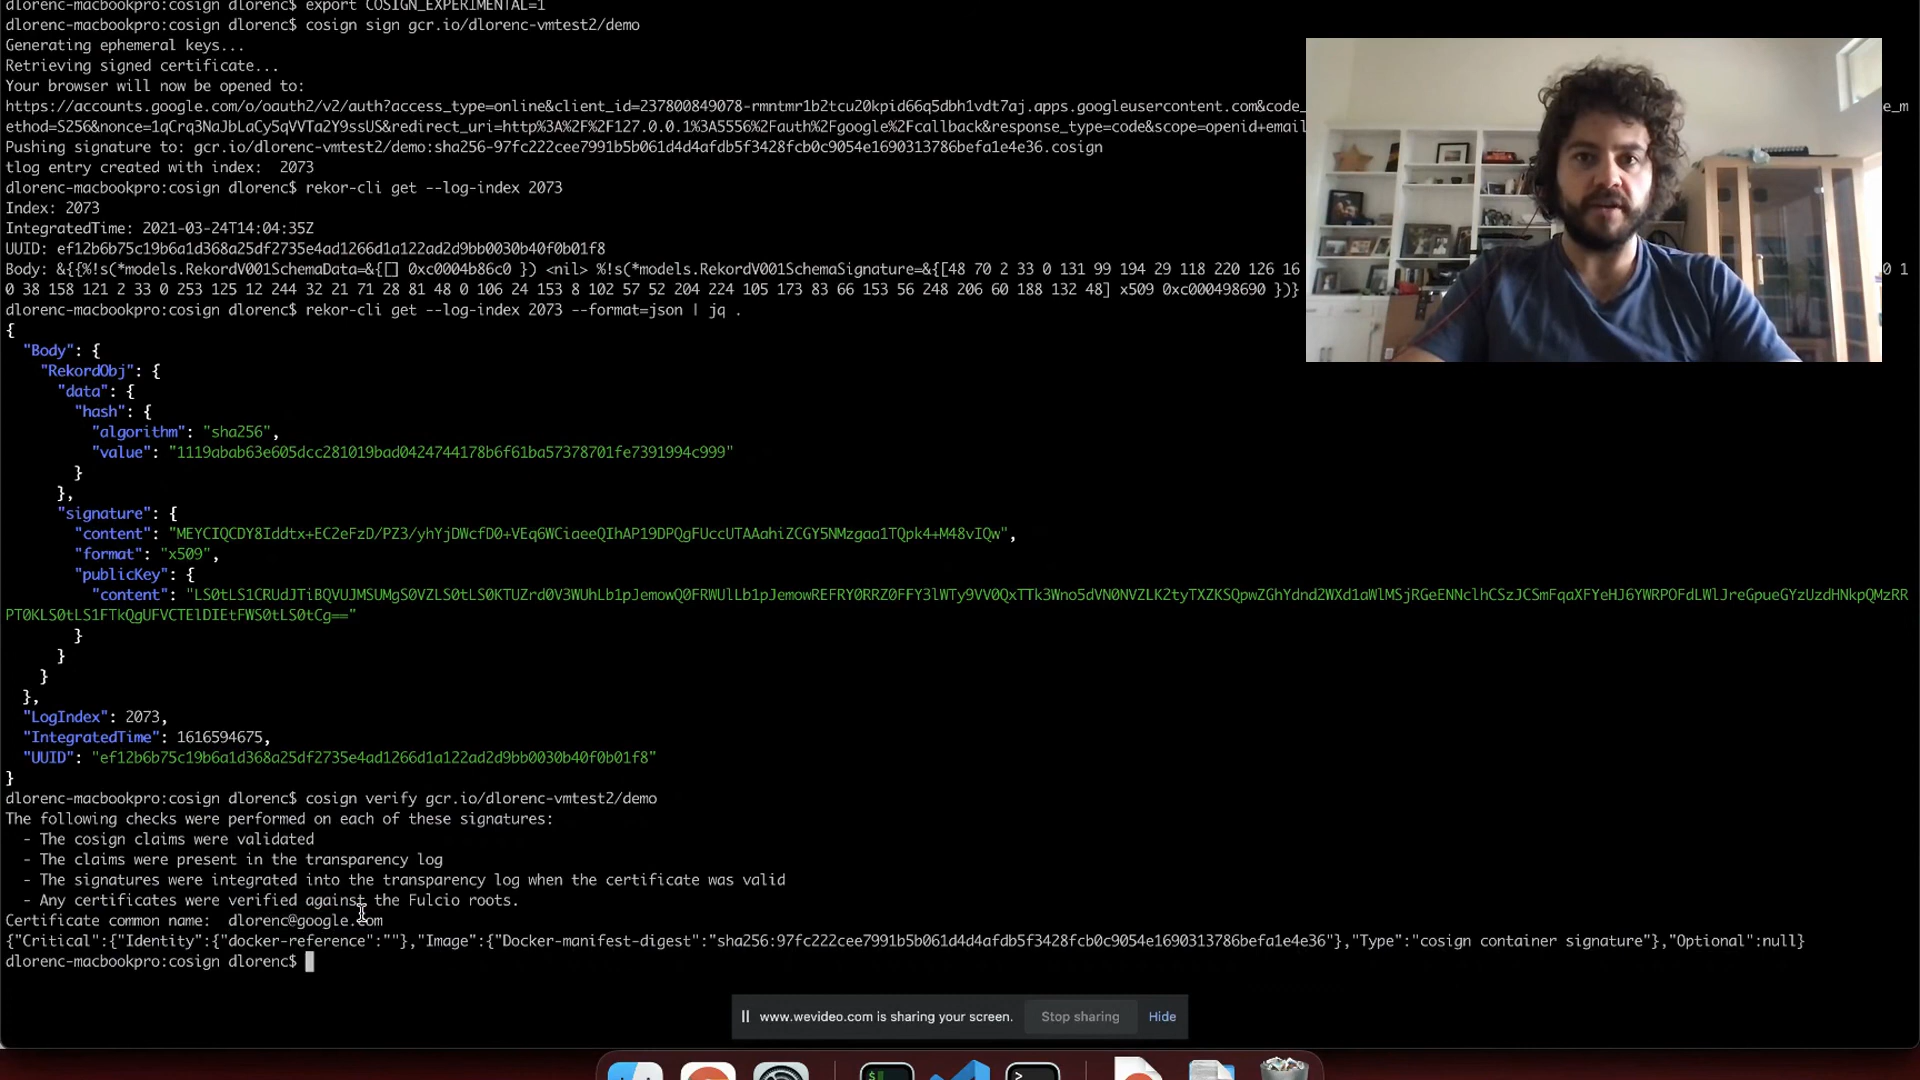 dlorenc-macbookpro:cosign dlorenc$ export COSIGN_EXPERIMENTAL=1
dlorenc-macbookpro:cosign dlorenc$ cosign sign gcr.io/dlorenc-vmtest2/demo
Generating ephemeral keys...
Retrieving signed certificate...
Your browser will now be opened to:
https://accounts.google.com/o/oauth2/v2/auth?access_type=online&client_id=237800849078-rmntmr1b2tcu20kpid66q5dbh1vdt7aj.apps.googleusercontent.com&code_ e_m
ethod=S256&nonce=1qCrq3NaJbLaCy5qVVTa2Y9ssUS&redirect_uri=http%3A%2F%2F127.0.0.1%3A5556%2Fauth%2Fgoogle%2Fcallback&response_type=code&scope=openid+email
Pushing signature to: gcr.io/dlorenc-vmtest2/demo:sha256-97fc222cee7991b5b061d4d4afdb5f3428fcb0c9054e1690313786befa1e4e36.cosign
tlog entry created with index:  2073
dlorenc-macbookpro:cosign dlorenc$ rekor-cli get --log-index 2073
Index: 2073
IntegratedTime: 2021-03-24T14:04:35Z
UUID: ef12b6b75c19b6a1d368a25df2735e4ad1266d1a122ad2d9bb0030b40f0b01f8
Body: &{{%!s(*models.RekordV001SchemaData=&{[] 0xc0004b86c0 }) <nil> %!s(*models.RekordV001SchemaSignature=&{[48 70 2 33 0 131 99 194 29 118 220 126 16 0 1
0 38 158 121 2 33 0 253 125 12 244 32 21 71 28 81 48 0 106 24 153 8 102 57 52 204 224 105 173 83 66 153 56 248 206 60 188 132 48] x509 0xc000498690 })}
dlorenc-macbookpro:cosign dlorenc$ rekor-cli get --log-index 2073 --format=json | jq .
{
"Body": {
"RekordObj": {
"data": {
"hash": {
"algorithm": "sha256",
"value": "1119abab63e605dcc281019bad0424744178b6f61ba57378701fe7391994c999"
}
},
"signature": {
"content": "MEYCIQCDY8Iddtx+EC2eFzD/PZ3/yhYjDWcfD0+VEq6WCiaeeQIhAP19DPQgFUccUTAAahiZCGY5NMzgaa1TQpk4+M48vIQw",
"format": "x509",
"publicKey": {
"content": "LS0tLS1CRUdJTiBQVUJMSUMgS0VZLS0tLS0KTUZrd0V3WUhLb1pJemowQ0FRWUlLb1pJemowREFRY0RRZ0FFY3lWTy9VV0QxTTk3Wno5dVN0NVZLK2tyTXZKSQpwZGhYdnd2WXd1aWlMSjRGeENNclhCSzJCSmFqaXFYeHJ6YWRPOFdLWlJreGpueGYzUzdHNkpQMzRR
PT0KLS0tLS1FTkQgUFVCTElDIEtFWS0tLS0tCg=="
}
}
}
},
"LogIndex": 2073,
"IntegratedTime": 1616594675,
"UUID": "ef12b6b75c19b6a1d368a25df2735e4ad1266d1a122ad2d9bb0030b40f0b01f8"
}
dlorenc-macbookpro:cosign dlorenc$ cosign verify gcr.io/dlorenc-vmtest2/demo
The following checks were performed on each of these signatures:
- The cosign claims were validated
- The claims were present in the transparency log
- The signatures were integrated into the transparency log when the certificate was valid
- Any certificates were verified against the Fulcio roots.
Certificate common name:  dlorenc@google.com
{"Critical":{"Identity":{"docker-reference":""},"Image":{"Docker-manifest-digest":"sha256:97fc222cee7991b5b061d4d4afdb5f3428fcb0c9054e1690313786befa1e4e36"},"Type":"cosign container signature"},"Optional":null}
dlorenc-macbookpro:cosign dlorenc$
www.wevideo.com is sharing your screen. Stop sharing Hide